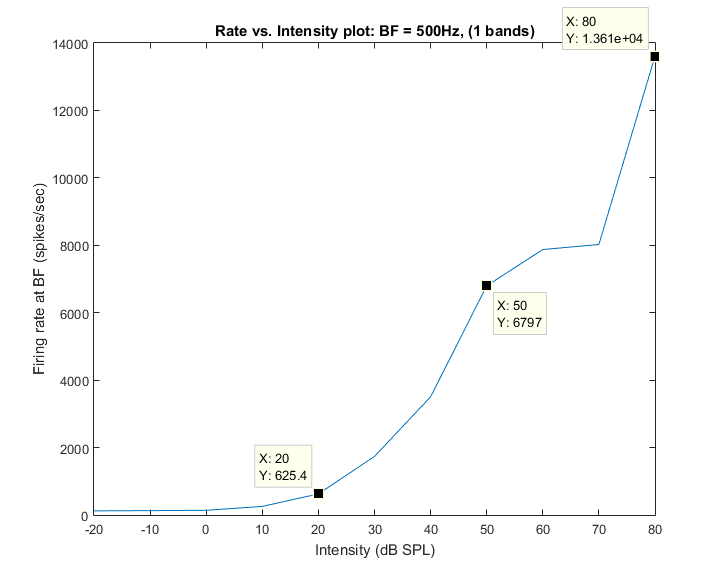 Rate vs. Intensity plot: BF = 500Hz, (1 bands)
X: 80
Y: 1.361e+04
14000
12000
10000
8000
6000
4000
2000
0
Firing rate at BF (spikes/sec)
X: 50
Y: 6797
X: 20
Y: 625.4
-20 -10 0 10 20 30 40 50 60 70 80
Intensity (dB SPL)